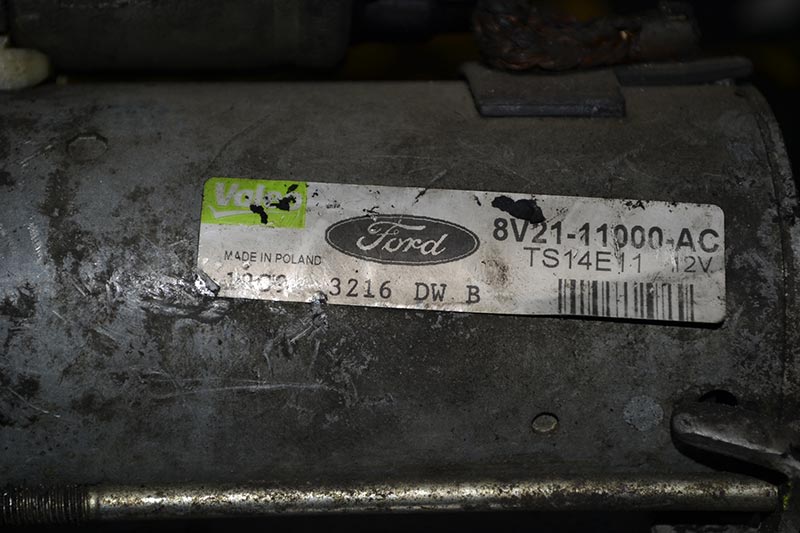 Valeo
Ford
8V21-11000-AC
MADE IN POLAND
TS14E11 12V
3216 DW B